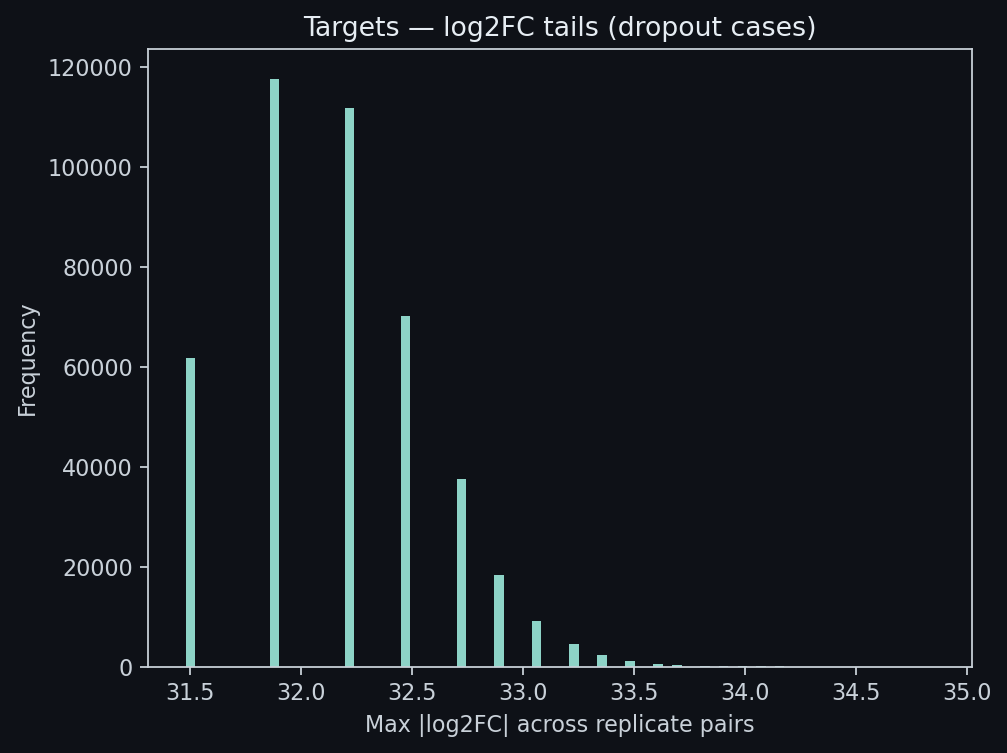 Targets — log2FC tails (dropout cases)
120000
100000
80000
60000
40000
20000
0
Frequency
31.5 32.0 32.5 33.0 33.5 34.0 34.5 35.0
Max |log2FC| across replicate pairs